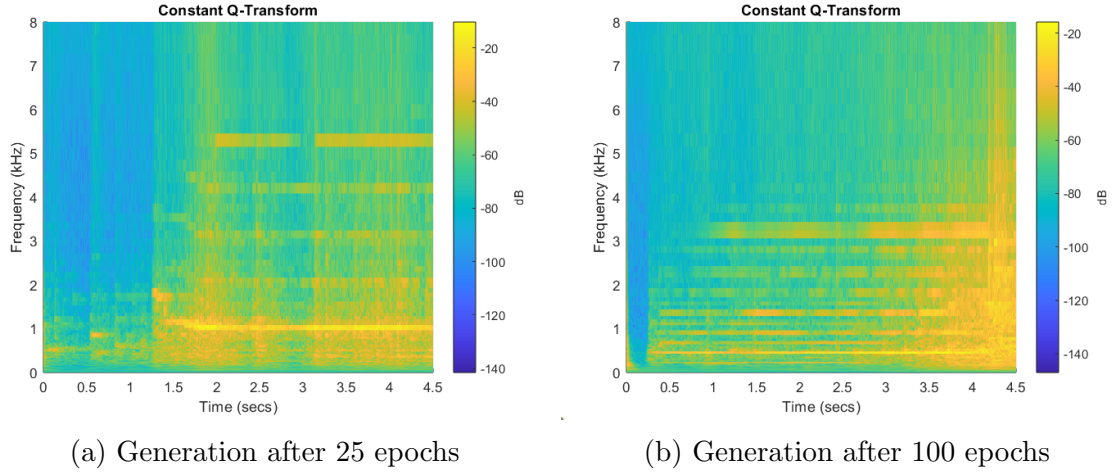 Constant Q-Transform
8
7
6
5
4
3
2
1
0
Frequency (kHz)
0 0.5 1 1.5 2 2.5 3 3.5 4 4.5
Time (secs)
-20
-40
-60
-80
-100
-120
-140
dB
(a) Generation after 25 epochs
Constant Q-Transform
8
7
6
5
4
3
2
1
0
Frequency (kHz)
0 0.5 1 1.5 2 2.5 3 3.5 4 4.5
Time (secs)
-20
-40
-60
-80
-100
-120
-140
dB
(b) Generation after 100 epochs